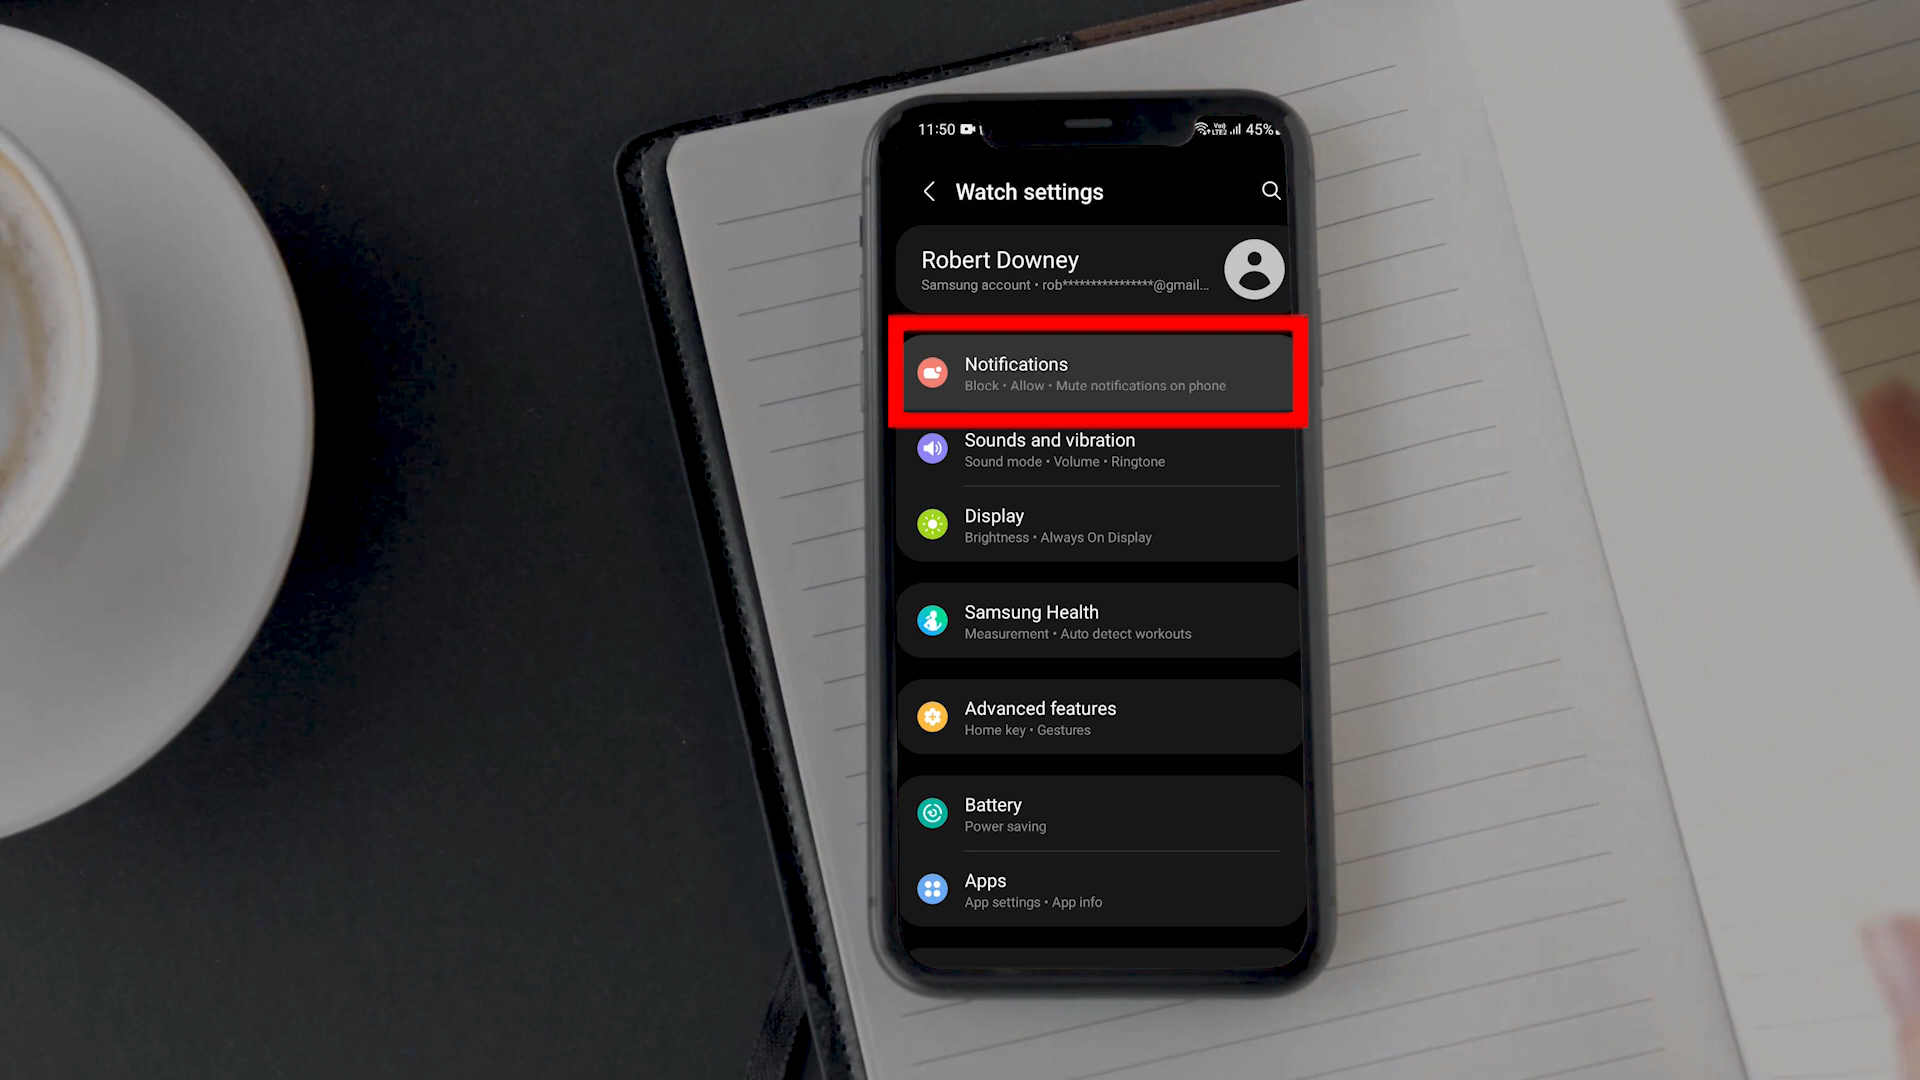 11:50
Vo) LTE2 45%
Watch settings
Robert Downey
Samsung account • rob****************@gmail...
Notifications
Block • Allow • Mute notifications on phone
Sounds and vibration
Sound mode • Volume • Ringtone
Display
Brightness • Always On Display
Samsung Health
Measurement • Auto detect workouts
Advanced features
Home key • Gestures
Battery
Power saving
Apps
App settings • App info